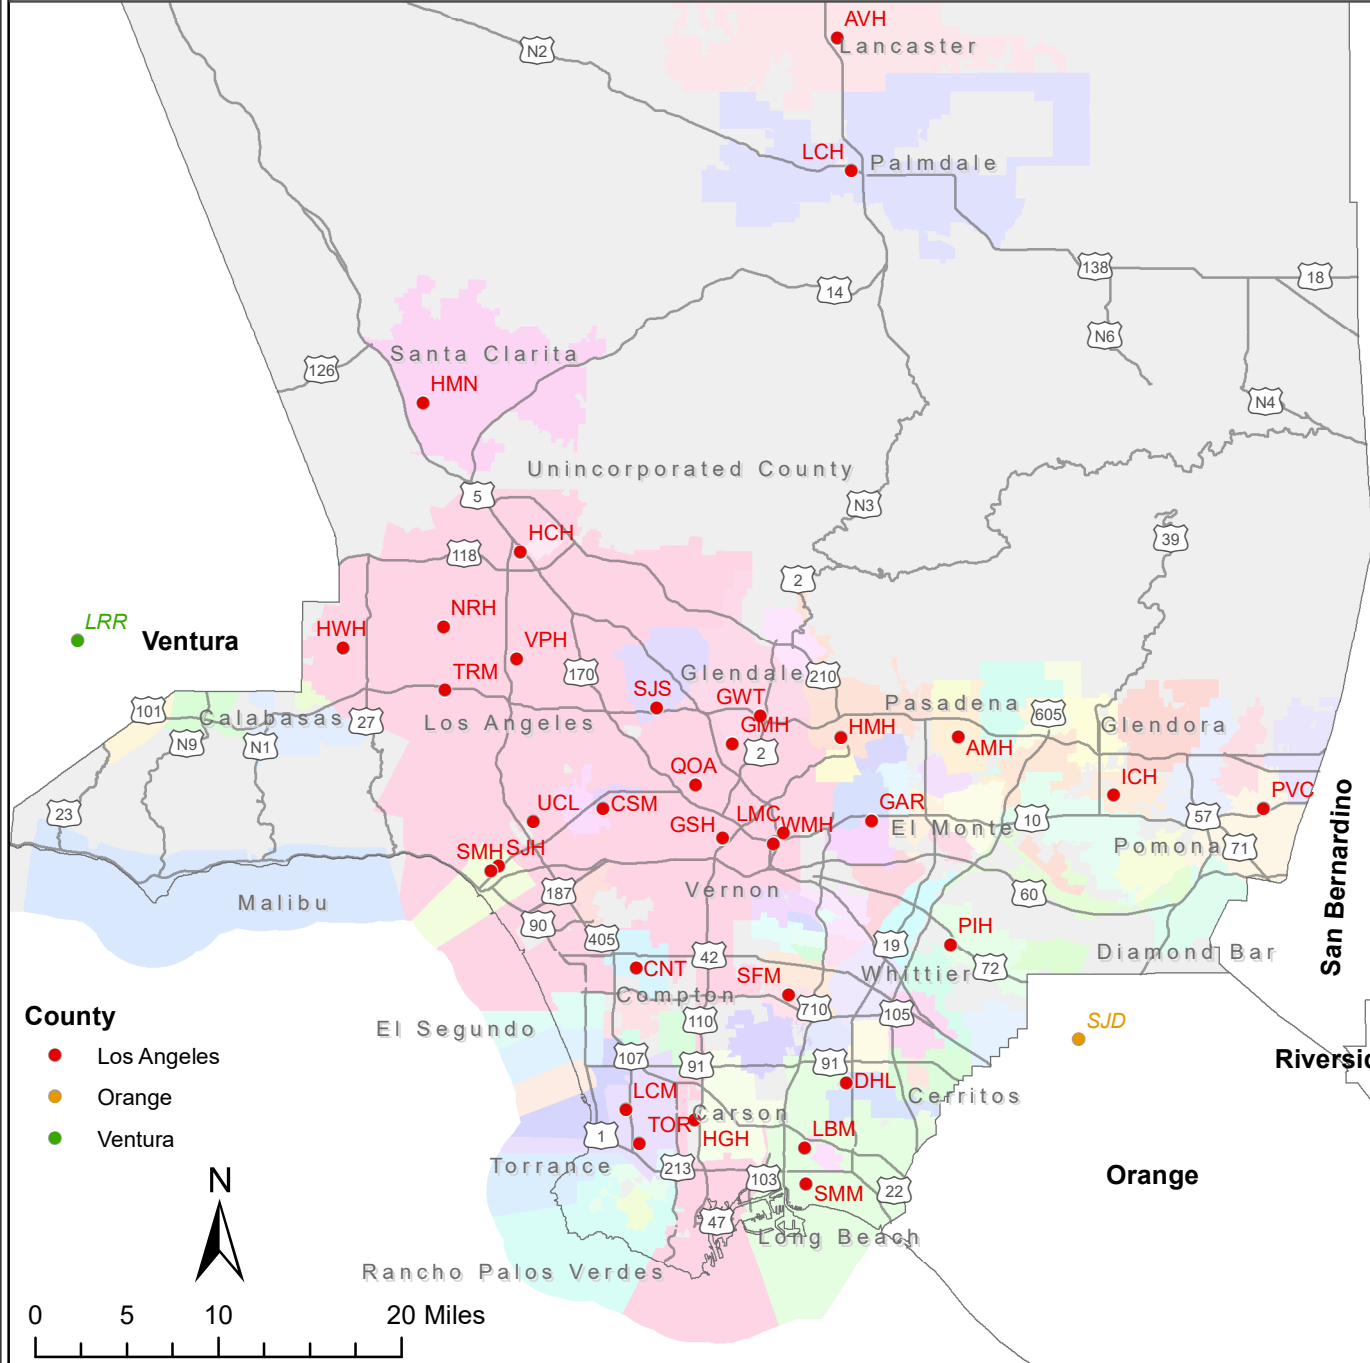 AVH
N2
Lancaster
LCH
Palmdale
138
18
14
N6
Santa Clarita
126
HMN
N4
Unincorporated County
5
N3
HCH
118
39
2
NRH
LRR
Ventura
HWH
VPH
TRM
170
Glendale
210
SJS
GWT
Pasadena
605
101
Calabasas
27
Los Angeles
GMH
HMH
Glendora
N9
N1
2
AMH
QOA
ICH
PVC
UCL
CSM
LMC
GAR
23
GSH
WMH
El Monte
10
57
SMH
SJH
Pomona
71
Vernon
187
60
Malibu
90
405
19
PIH
San Bernardino
42
Diamond Bar
CNT
SFM
Whittier
72
Compton
710
105
County
El Segundo
110
SJD
Los Angeles
107
91
91
Riversid
Orange
LCM
DHL
Cerritos
Ventura
Carson
1
TOR
HGH
LBM
Torrance
213
103
Orange
SMM
22
N
47
Long Beach
Rancho Palos Verdes
0 5 10 20 Miles